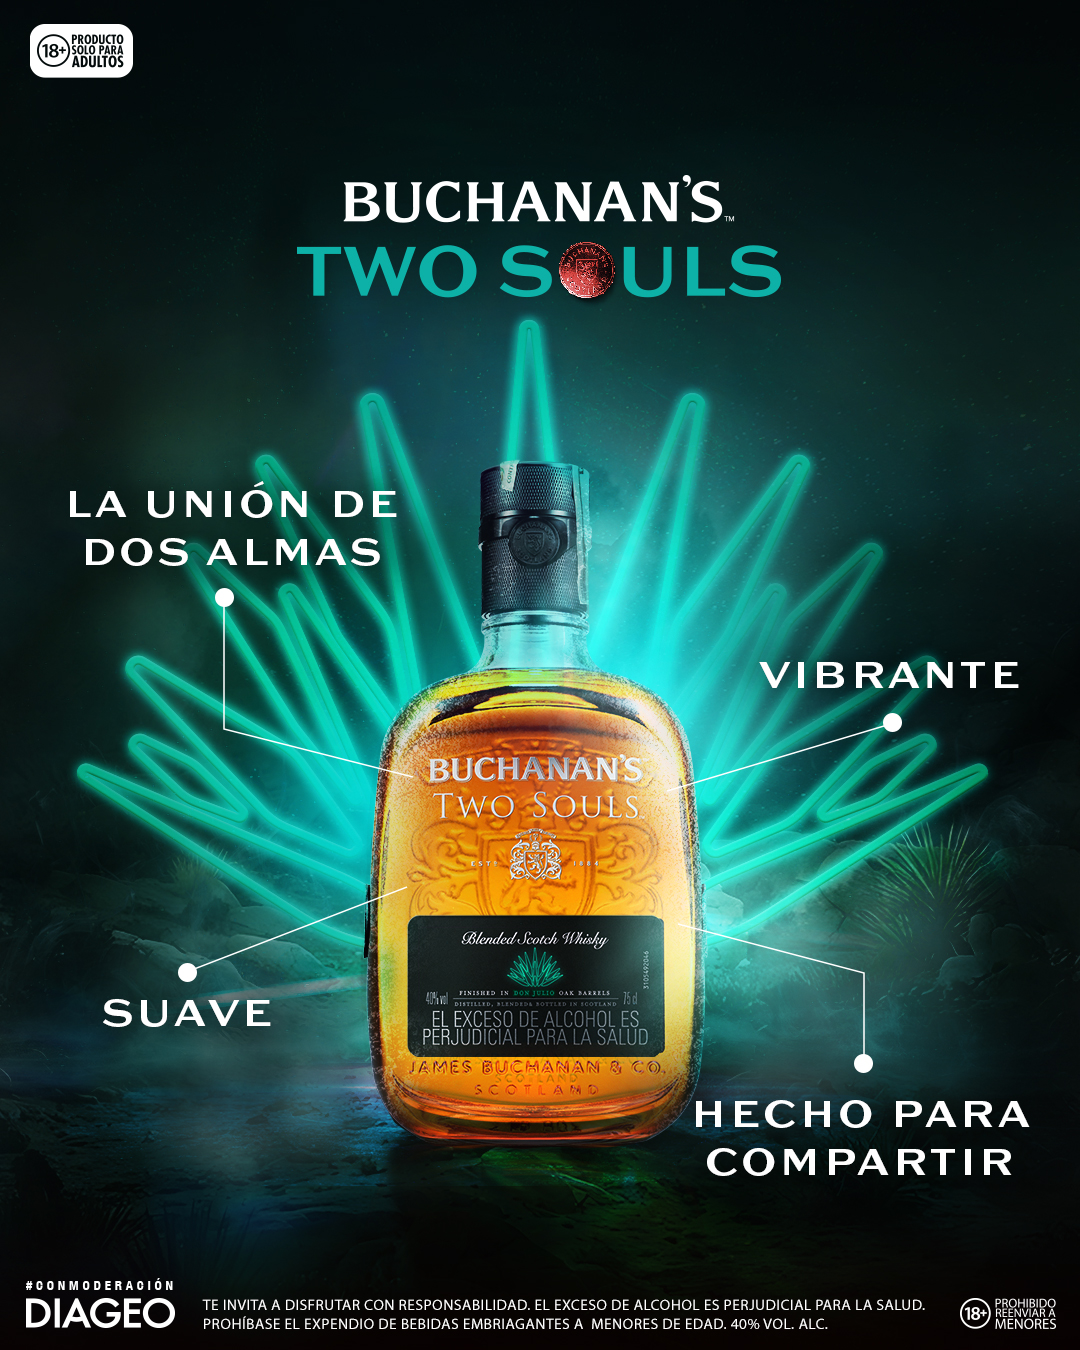 18+ PRODUCTO
SOLO PARA
ADULTOS
BUCHANAN'S™
TWO SOULS
LA UNIÓN DE
DOS ALMAS
VIBRANTE
BUCHANAN'S
TWO SOULS
ESTD 1884
Blended Scotch Whisky
FINISHED IN DON JULIO OAK BARRELS
40% vol
DISTILLED, BLENDED & BOTTLED IN SCOTLAND
75 cl
EL EXCESO DE ALCOHOL ES
PERJUDICIAL PARA LA SALUD
JAMES BUCHANAN & CO.
SCOTLAND
SCOTLAND
SUAVE
HECHO PARA
COMPARTIR
#CONMODERACIÓN
DIAGEO
TE INVITA A DISFRUTAR CON RESPONSABILIDAD. EL EXCESO DE ALCOHOL ES PERJUDICIAL PARA LA SALUD.
PROHÍBASE EL EXPENDIO DE BEBIDAS EMBRIAGANTES A MENORES DE EDAD. 40% VOL. ALC.
18+ PROHIBIDO
REENVIAR A
MENORES